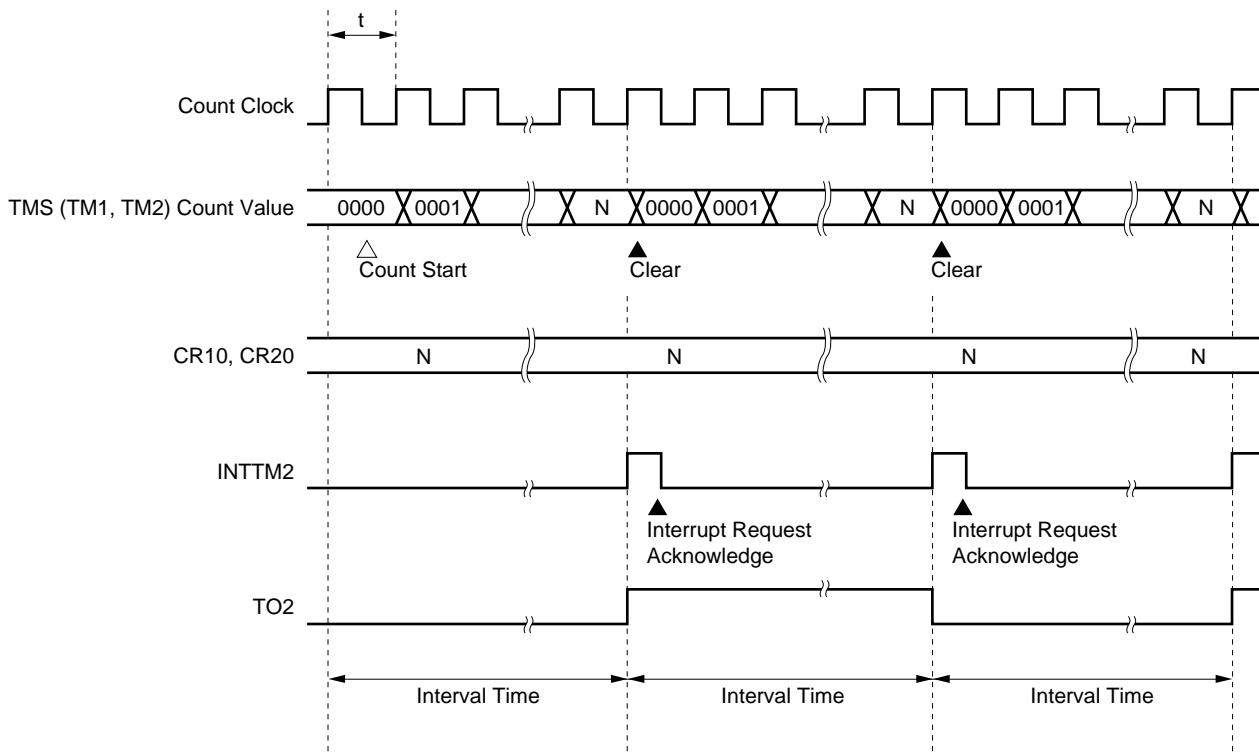 t
Count Clock
TMS (TM1, TM2) Count Value
0000 0001 N 0000 0001 N 0000 0001 N
Count Start Clear Clear
CR10, CR20
N N N N
INTTM2
Interrupt Request Interrupt Request
Acknowledge Acknowledge
TO2
Interval Time Interval Time Interval Time